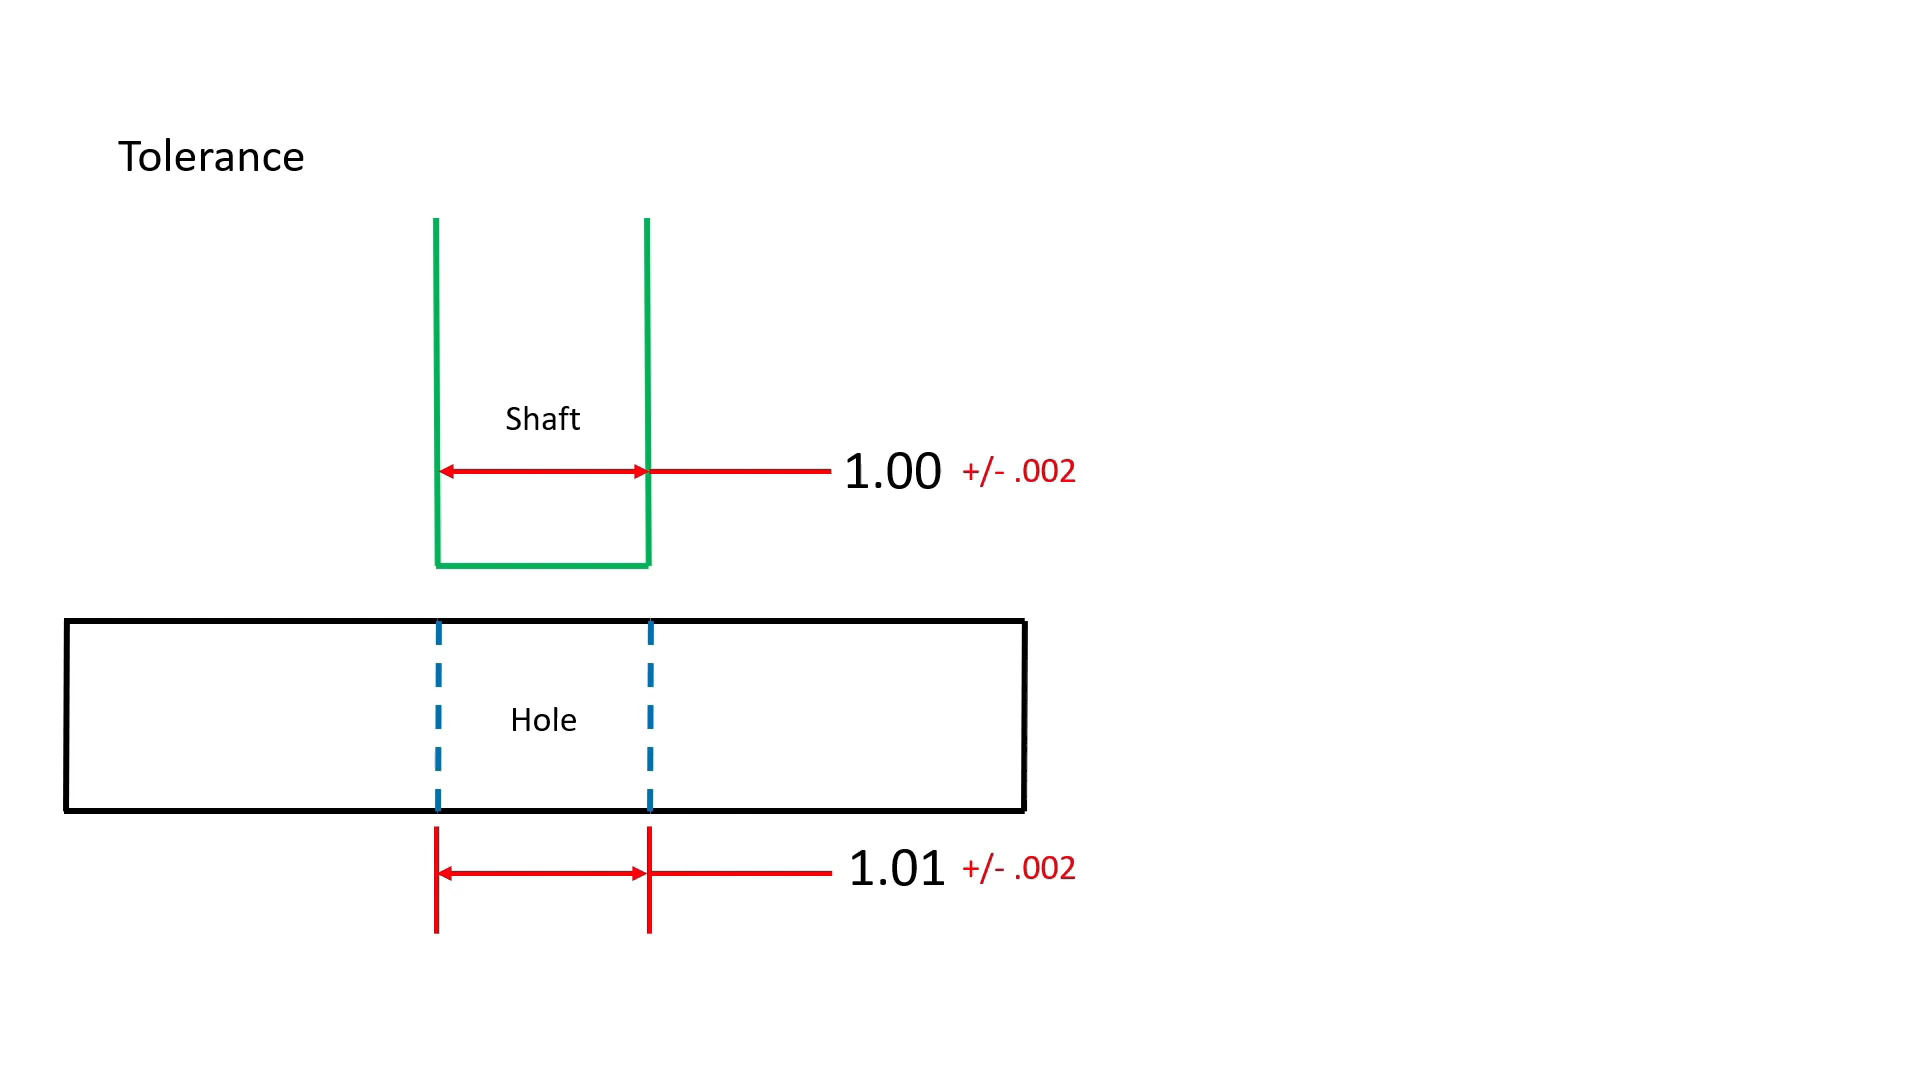 Tolerance
Shaft
1.00 +/- .002
Hole
1.01 +/- .002